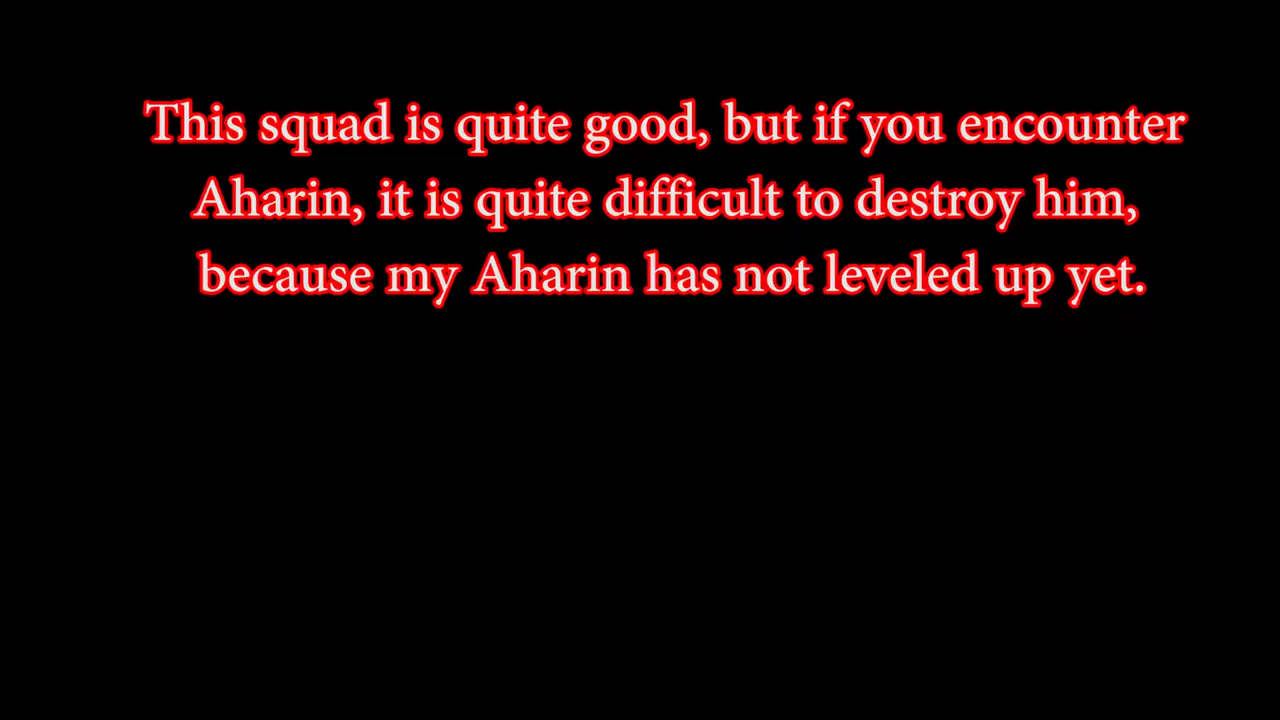 This squad is quite good, but if you encounter
Aharin, it is quite difficult to destroy him,
because my Aharin has not leveled up yet.